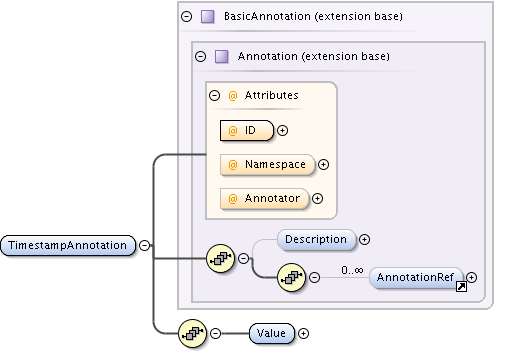 BasicAnnotation (extension base)
Annotation (extension base)
@ Attributes
@ ID
@ Namespace
@ Annotator
Description
0..∞
AnnotationRef
TimestampAnnotation
Value